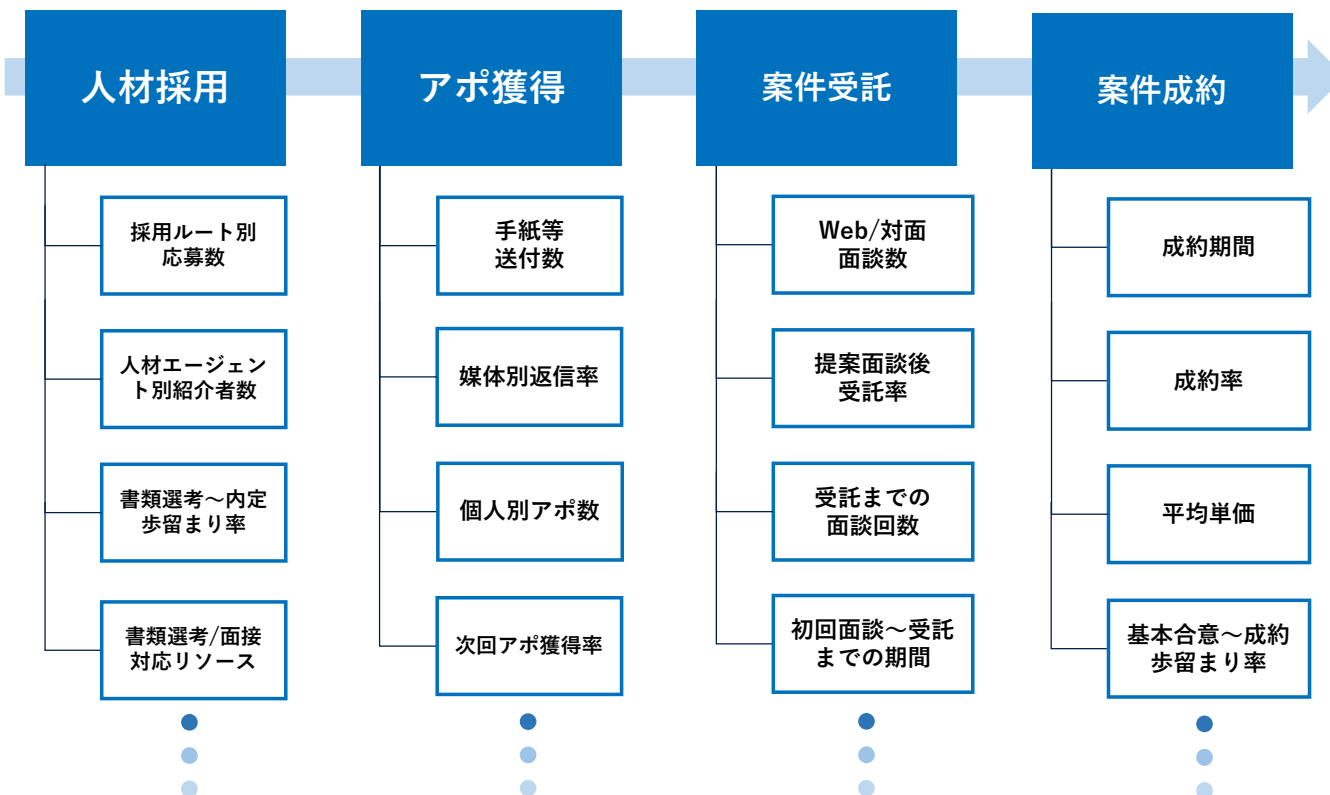 人材採用
採用ルート別
応募数
人材エージェン
ト別紹介者数
書類選考～内定
歩留まり率
書類選考/面接
対応リソース
アポ獲得
手紙等
送付数
媒体別返信率
個人別アポ数
次回アポ獲得率
案件受託
Web/対面
面談数
提案面談後
受託率
受託までの
面談回数
初回面談～受託
までの期間
案件成約
成約期間
成約率
平均単価
基本合意～成約
歩留まり率